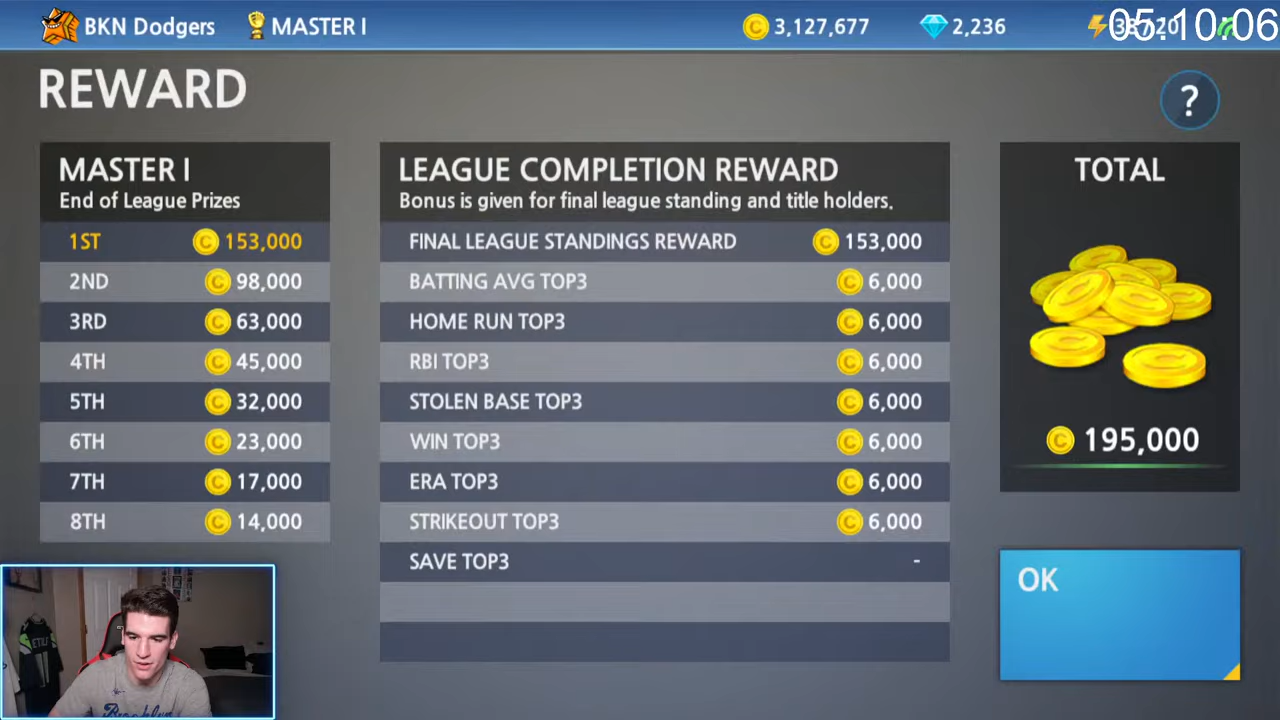 BKN Dodgers
MASTER I
3,127,677
2,236
05:10:06
REWARD
?
MASTER I
End of League Prizes
1ST 153,000
2ND 98,000
3RD 63,000
4TH 45,000
5TH 32,000
6TH 23,000
7TH 17,000
8TH 14,000
LEAGUE COMPLETION REWARD
Bonus is given for final league standing and title holders.
FINAL LEAGUE STANDINGS REWARD 153,000
BATTING AVG TOP3 6,000
HOME RUN TOP3 6,000
RBI TOP3 6,000
STOLEN BASE TOP3 6,000
WIN TOP3 6,000
ERA TOP3 6,000
STRIKEOUT TOP3 6,000
SAVE TOP3 -
TOTAL
195,000
OK